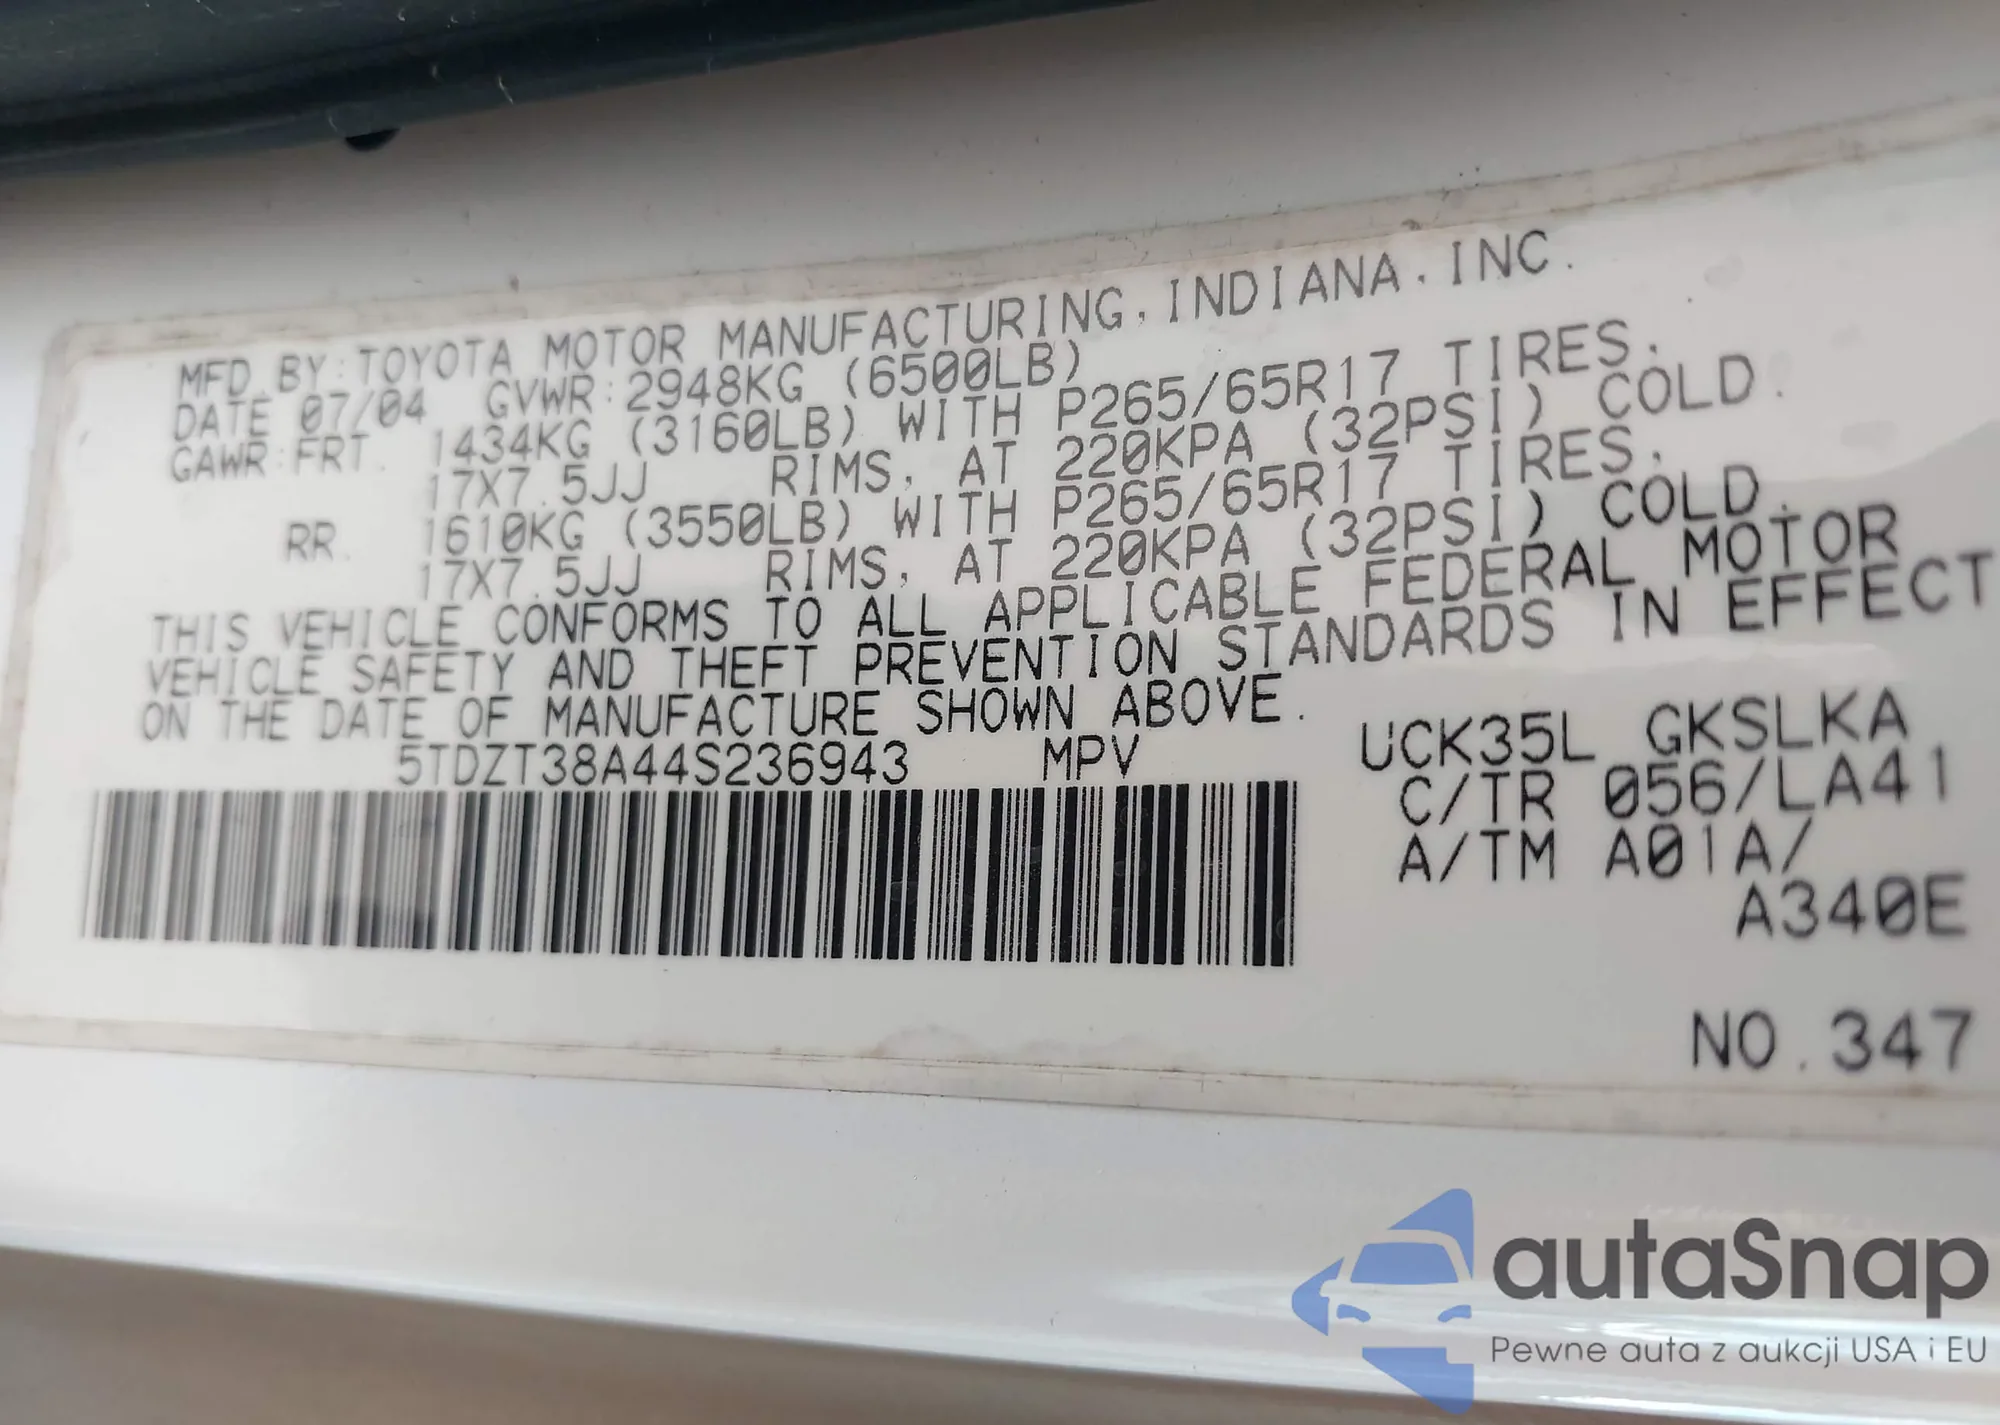 MFD. BY: TOYOTA MOTOR MANUFACTURING, INDIANA, INC.
DATE 07/04 GVWR: 2948KG (6500LB)
GAWR: FRT. 1434KG (3160LB) WITH P265/65R17 TIRES.
17X7.5JJ RIMS, AT 220KPA (32PSI) COLD.
RR. 1610KG (3550LB) WITH P265/65R17 TIRES.
17X7.5JJ RIMS, AT 220KPA (32PSI) COLD.
THIS VEHICLE CONFORMS TO ALL APPLICABLE FEDERAL MOTOR
VEHICLE SAFETY AND THEFT PREVENTION STANDARDS IN EFFECT
ON THE DATE OF MANUFACTURE SHOWN ABOVE.
5TDZT38A44S236943 MPV
UCK35L GKSLKA
C/TR 056/LA41
A/TM A01A/
A340E
NO. 347
autaSnap
Pewne auta z aukcji USA i EU